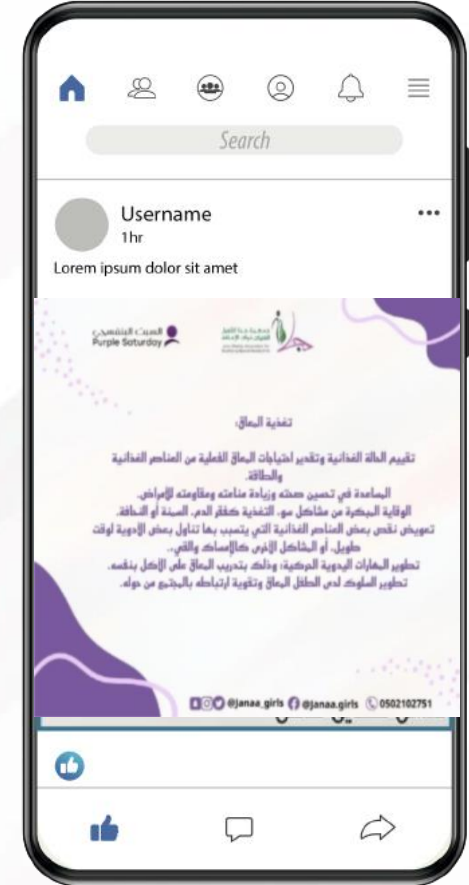 Search
Username
1hr
Lorem ipsum dolor sit amet
السبت البنفسجي
Purple Saturday
تغذية المعاق:
تقييم الحالة الغذائية وتقدير احتياجات المعاق الفعلية من العناصر الغذائية
والطاقة.
المساعدة في تحسين صحته وزيادة مناعته ومقاومته للأمراض.
الوقاية المبكرة من مشاكل سوء التغذية كفقر الدم، السمنة أو النحافة.
تعويض نقص بعض العناصر الغذائية التي يتسبب بها تناول بعض الأدوية لوقت
طويل، أو المشاكل الأخرى كالإمساك والقيء.
تطوير المهارات اليدوية الحركية؛ وذلك بتدريب المعاق على الأكل بنفسه.
تطوير السلوك لدى الطفل المعاق وتقوية ارتباطه بالمجتمع من حوله.
@janaa_girls @janaa.girls 0502102751